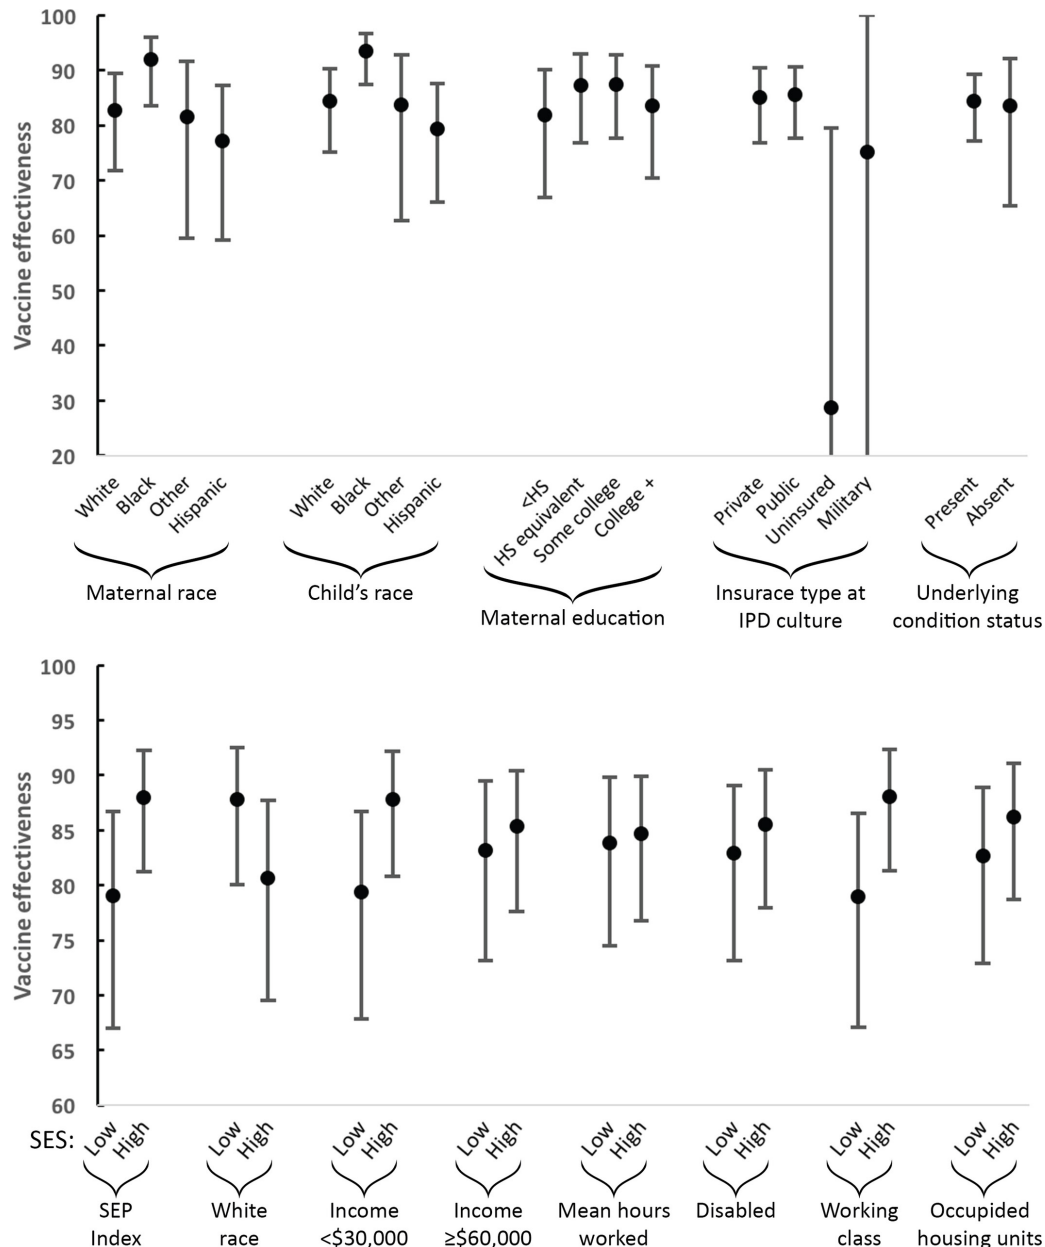 Vaccine effectiveness
100
90
80
70
60
50
40
30
20
White
Black
Other
Hispanic
White
Black
Other
Hispanic
<HS
HS equivalent
Some college
College +
Private
Public
Uninsured
Military
Present
Absent
Maternal race
Child's race
Maternal education
Insurace type at
IPD culture
Underlying
condition status
Vaccine effectiveness
100
95
90
85
80
75
70
65
60
SES:
Low
High
Low
High
Low
High
Low
High
Low
High
Low
High
Low
High
Low
High
SEP
Index
White
race
Income
<$30,000
Income
≥$60,000
Mean hours
worked
Disabled
Working
class
Occupided
housing units